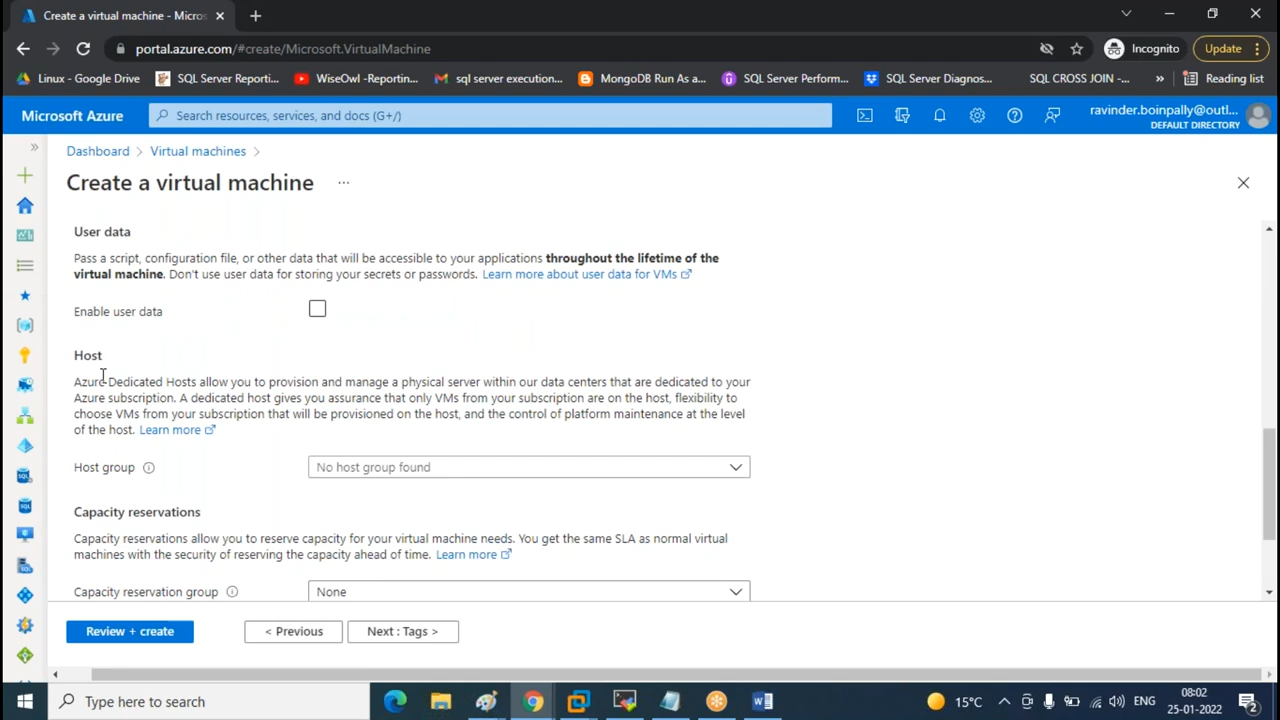 Create a virtual machine - Micros
portal.azure.com/#create/Microsoft.VirtualMachine
Incognito
Update
Linux - Google Drive
SQL Server Reporti...
WiseOwl -Reportin...
sql server execution...
MongoDB Run As a...
SQL Server Perform...
SQL Server Diagnos...
SQL CROSS JOIN -...
»
Reading list
Microsoft Azure
Search resources, services, and docs (G+/)
ravinder.boinpally@outl...
DEFAULT DIRECTORY
Dashboard > Virtual machines >
Create a virtual machine ...
User data
Pass a script, configuration file, or other data that will be accessible to your applications throughout the lifetime of the
virtual machine. Don't use user data for storing your secrets or passwords. Learn more about user data for VMs
Enable user data
Host
Azure Dedicated Hosts allow you to provision and manage a physical server within our data centers that are dedicated to your
Azure subscription. A dedicated host gives you assurance that only VMs from your subscription are on the host, flexibility to
choose VMs from your subscription that will be provisioned on the host, and the control of platform maintenance at the level
of the host. Learn more
Host group
No host group found
Capacity reservations
Capacity reservations allow you to reserve capacity for your virtual machine needs. You get the same SLA as normal virtual
machines with the security of reserving the capacity ahead of time. Learn more
Capacity reservation group
None
Review + create
< Previous
Next : Tags >
Type here to search
15°C
ENG
08:02
25-01-2022
2